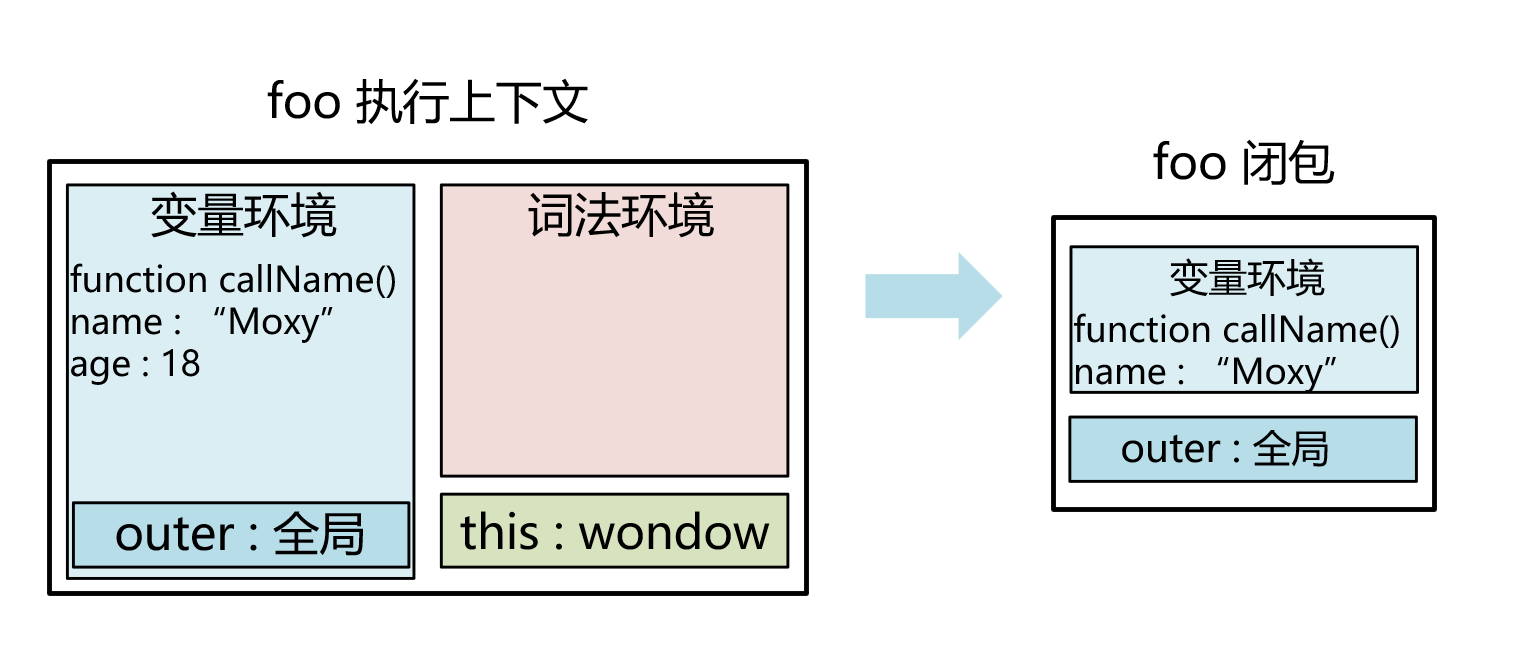 foo 执行上下文
变量环境
function callName()
name : “Moxy”
age : 18
outer : 全局
词法环境
this : wondow
foo 闭包
变量环境
function callName()
name : “Moxy”
outer : 全局